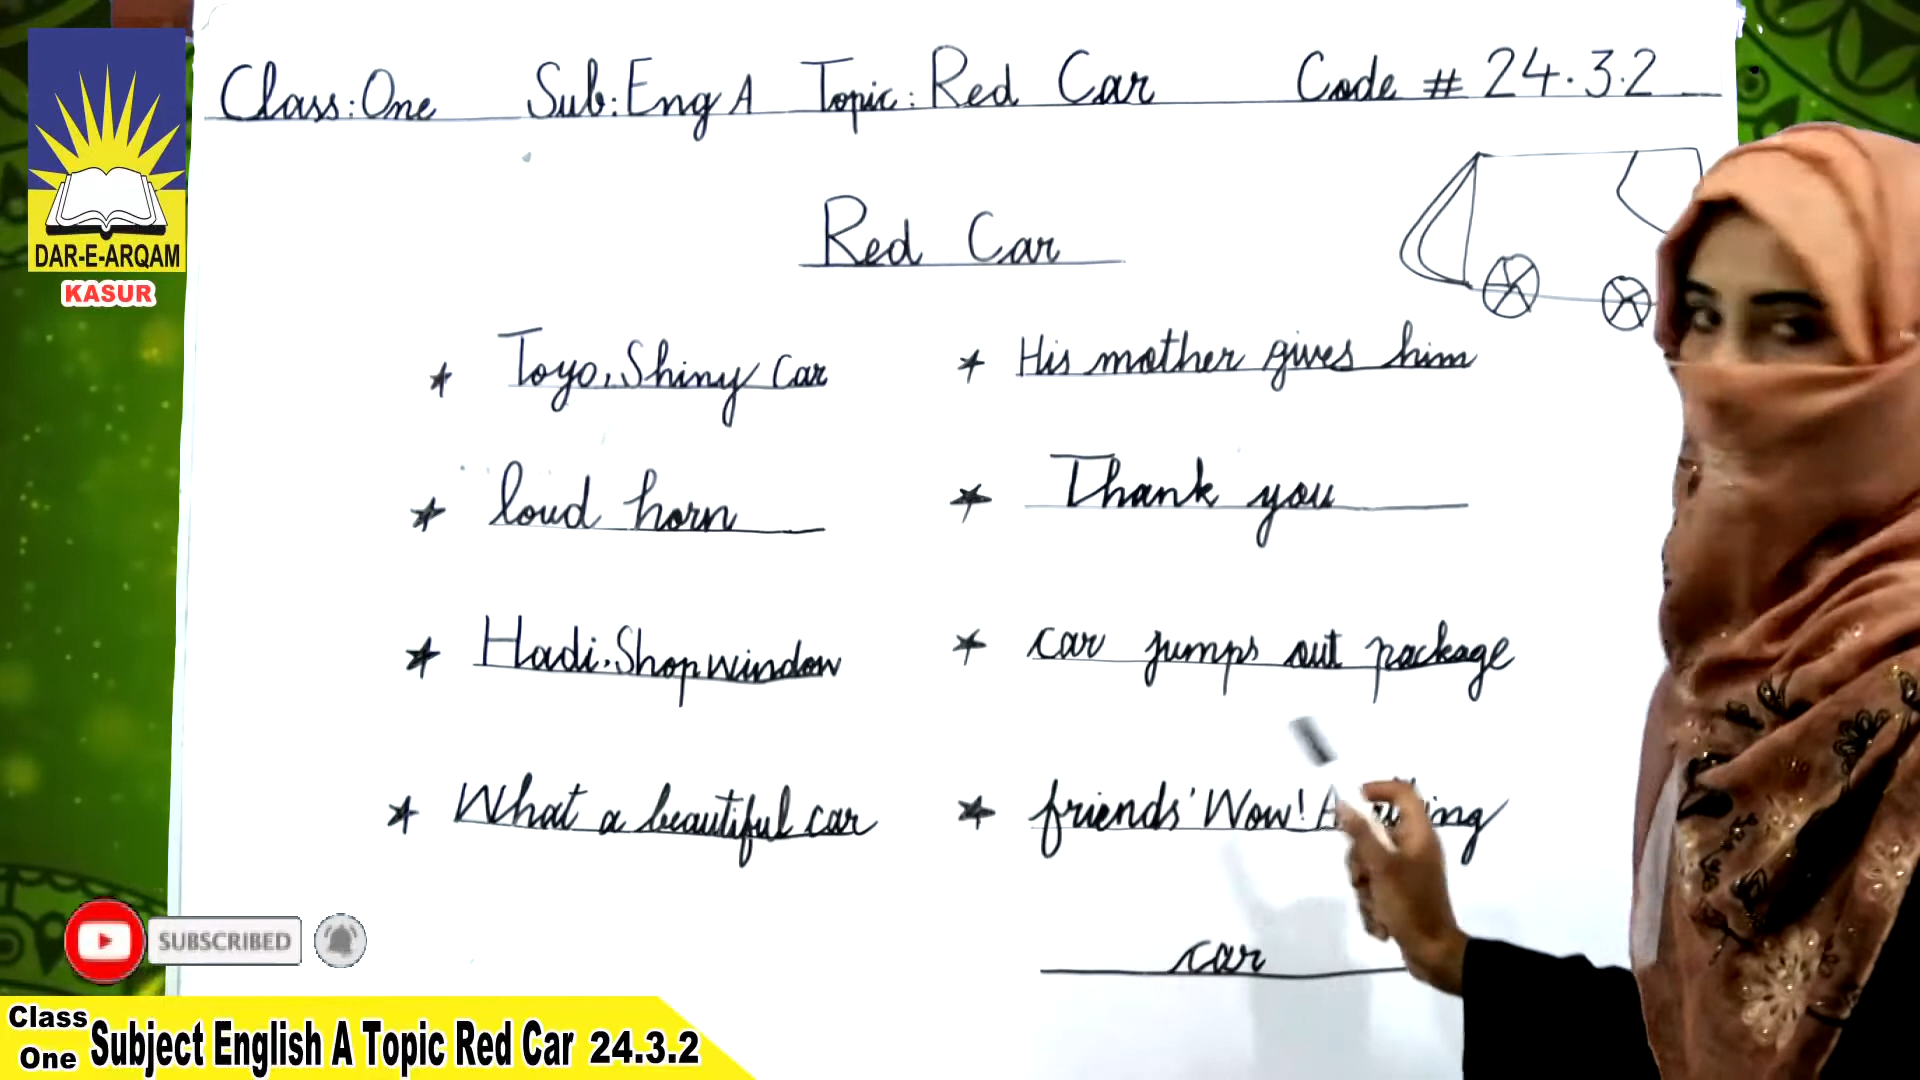 Class: One Sub: Eng A Topic: Red Car Code # 24.3.2
DAR-E-ARQAM
KASUR
Red Car
* Toyo, Shiny Car
* loud horn
* Hadi. Shop window
* What a beautiful car
* His mother gives him
* Thank you
* car jumps out package
* friends' Wow! A
car
SUBSCRIBED
Class One
Subject English A Topic Red Car 24.3.2